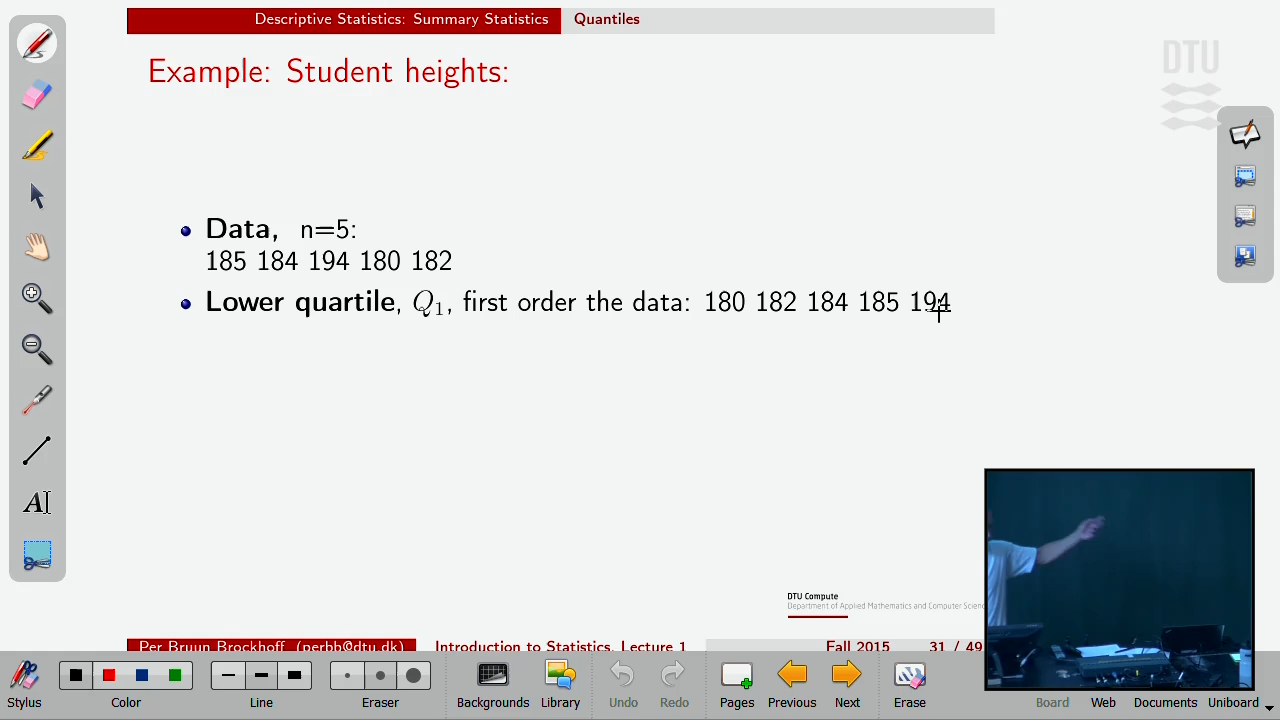 Descriptive Statistics: Summary Statistics Quantiles
DTU
Example: Student heights:
Data, n=5:
185 184 194 180 182
Lower quartile, Q1, first order the data: 180 182 184 185 194
A
DTU Compute
Department of Applied Mathematics and Computer
Per Bruun Brockhoff (perbb@dtu.dk) Introduction to Statistics, Lecture 1 Fall 2015 31 / 49
Stylus Color Line Eraser Backgrounds Library Undo Redo Pages Previous Next Erase Board Web Documents Uniboard